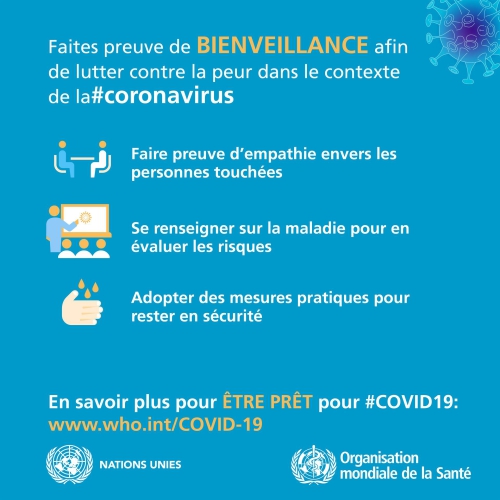 Faites preuve de BIENVEILLANCE afin
de lutter contre la peur dans le contexte
de la#coronavirus
Faire preuve d'empathie envers les
personnes touchées
Se renseigner sur la maladie pour en
évaluer les risques
Adopter des mesures pratiques pour
rester en sécurité
En savoir plus pour ÊTRE PRÊT pour #COVID19:
www.who.int/COVID-19
NATIONS UNIES
Organisation
mondiale de la Santé